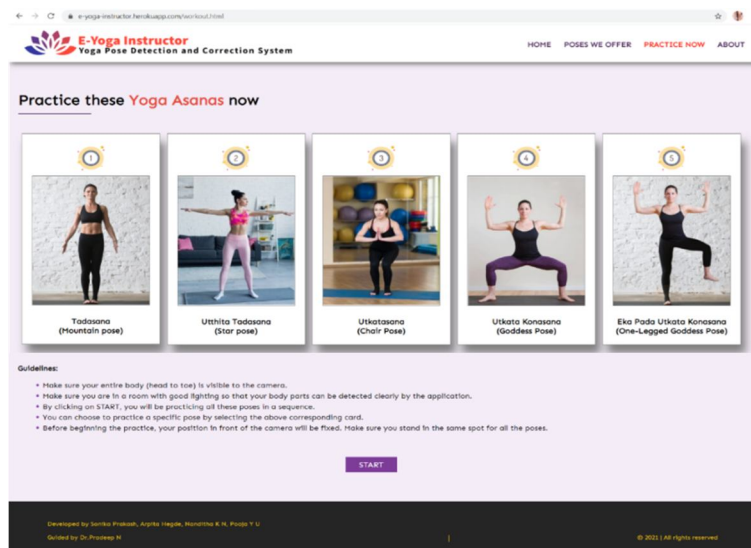 e-yoga-instructor.herokuapp.com/workout.html
E-Yoga Instructor
Yoga Pose Detection and Correction System
HOME POSES WE OFFER PRACTICE NOW ABOUT
Practice these Yoga Asanas now
1 2 3 4 5
Tadasana
(Mountain pose)
Utthita Tadasana
(Star pose)
Utkatasana
(Chair Pose)
Utkata Konasana
(Goddess Pose)
Eka Pada Utkata Konasana
(One-Legged Goddess Pose)
Guidelines:
Make sure your entire body (head to toe) is visible to the camera.
Make sure you are in a room with good lighting so that your body parts can be detected clearly by the application.
By clicking on START, you will be practicing all these poses in a sequence.
You can choose to practice a specific pose by selecting the above corresponding card.
Before beginning the practice, your position in front of the camera will be fixed. Make sure you stand in the same spot for all the poses.
START
Developed by Sanika Prakash, Arpita Hegde, Nanditha K N, Pooja Y U
Guided by Dr.Pradeep N
© 2021 | All rights reserved